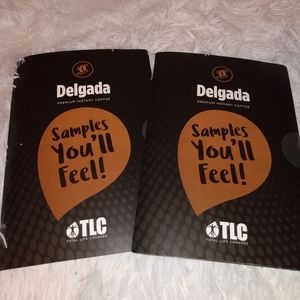 Delgada
PREMIUM INSTANT COFFEE
Samples
You'll
Feel!
TLC
TOTAL LIFE CHANGES
Delgada
PREMIUM INSTANT COFFEE
Samples
You'll
Feel!
TLC
TOTAL LIFE CHANGES